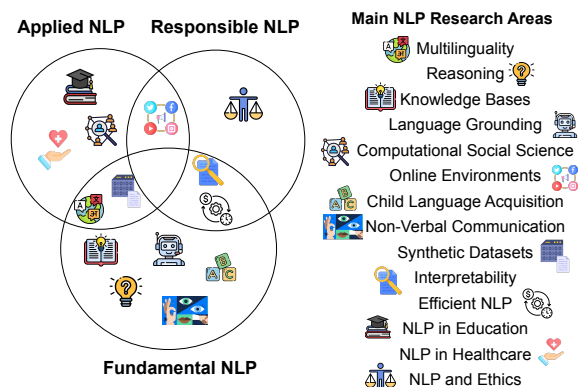 Applied NLP
Responsible NLP
Fundamental NLP
Main NLP Research Areas
Multilinguality
Reasoning
Knowledge Bases
Language Grounding
Computational Social Science
Online Environments
Child Language Acquisition
Non-Verbal Communication
Synthetic Datasets
Interpretability
Efficient NLP
NLP in Education
NLP in Healthcare
NLP and Ethics